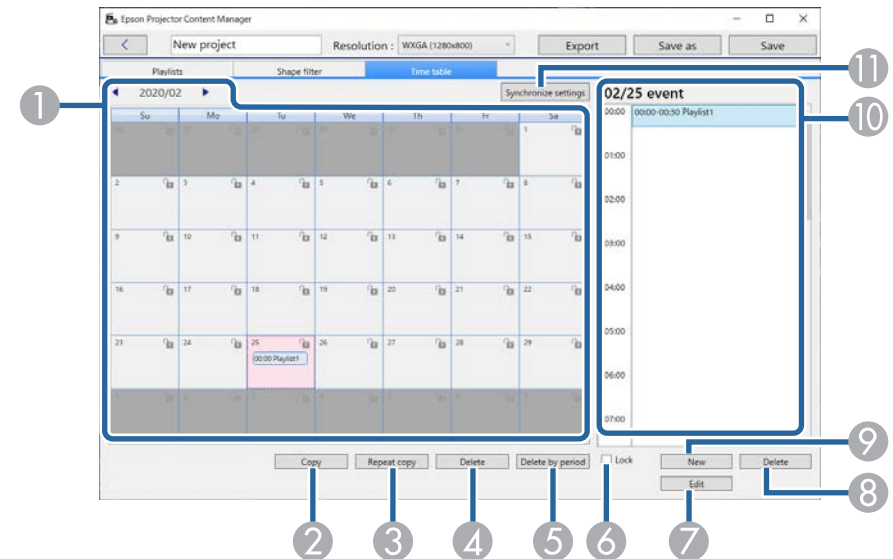 Epson Projector Content Manager
New project Resolution : WXGA (1280x800) Export Save as Save
Playlists Shape filter Time table
2020/02 Synchronize settings 02/25 event
Su Mo Tu We Th Fr Sa
00:00 00:00-00:30 Playlist1
1
01:00
2 3 4 5 6 7 8
02:00
9 10 11 12 13 14 15
03:00
16 17 18 19 20 21 22
04:00
23 24 25 26 27 28 29
00:00 Playlist1
05:00
06:00
07:00
Copy Repeat copy Delete Delete by period Lock New Delete
Edit
1
2
3
4
5
6
7
8
9
10
11